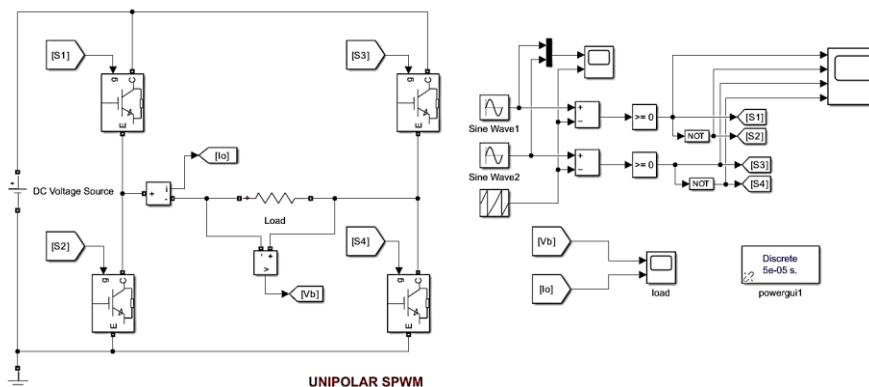 [S1]
g
C
E
[S3]
g
C
E
[Io]
+
i
-
DC Voltage Source
+
Load
[S2]
g
C
E
[S4]
g
C
E
- +
v
[Vb]
UNIPOLAR SPWM
Sine Wave1
+
-
>= 0
[S1]
NOT
[S2]
Sine Wave2
+
-
>= 0
[S3]
NOT
[S4]
[Vb]
[Io]
load
Discrete
5e-05 s.
powergui1